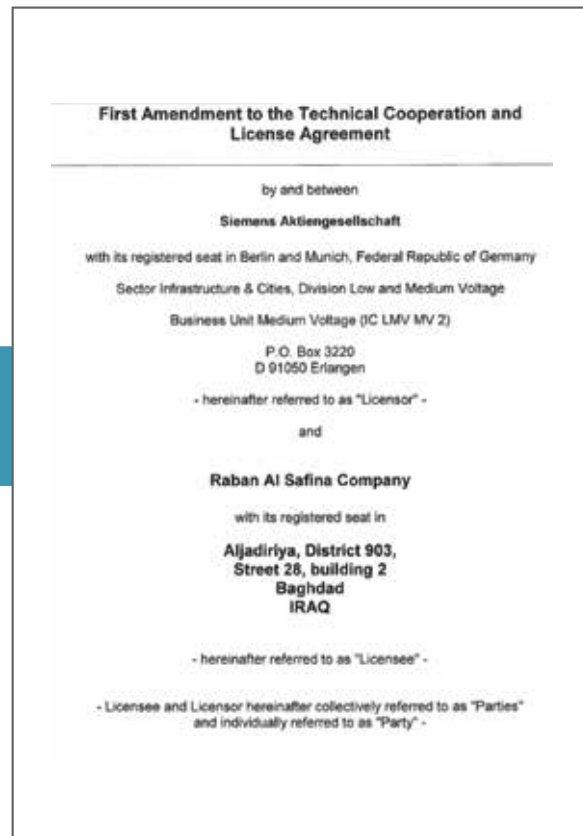 First Amendment to the Technical Cooperation and
License Agreement
by and between
Siemens Aktiengesellschaft
with its registered seat in Berlin and Munich, Federal Republic of Germany
Sector Infrastructure & Cities, Division Low and Medium Voltage
Business Unit Medium Voltage (IC LMV MV 2)
P.O. Box 3220
D 91050 Erlangen
- hereinafter referred to as "Licensor" -
and
Raban Al Safina Company
with its registered seat in
Aljadiriya, District 903,
Street 28, building 2
Baghdad
IRAQ
- hereinafter referred to as "Licensee" -
- Licensee and Licensor hereinafter collectively referred to as "Parties"
and individually referred to as "Party" -